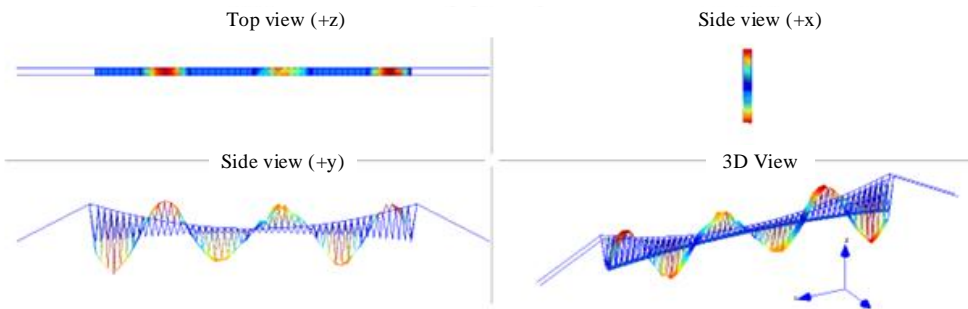 Top view (+z)
Side view (+x)
Side view (+y)
3D View
z